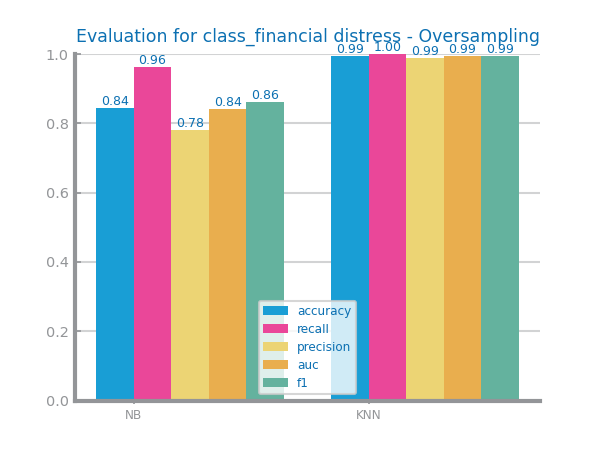 Evaluation for class_financial distress - Oversampling
1.0
0.8
0.6
0.4
0.2
0.0
0.84
0.96
0.78
0.84
0.86
0.99
1.00
0.99
0.99
0.99
accuracy
recall
precision
auc
f1
NB
KNN